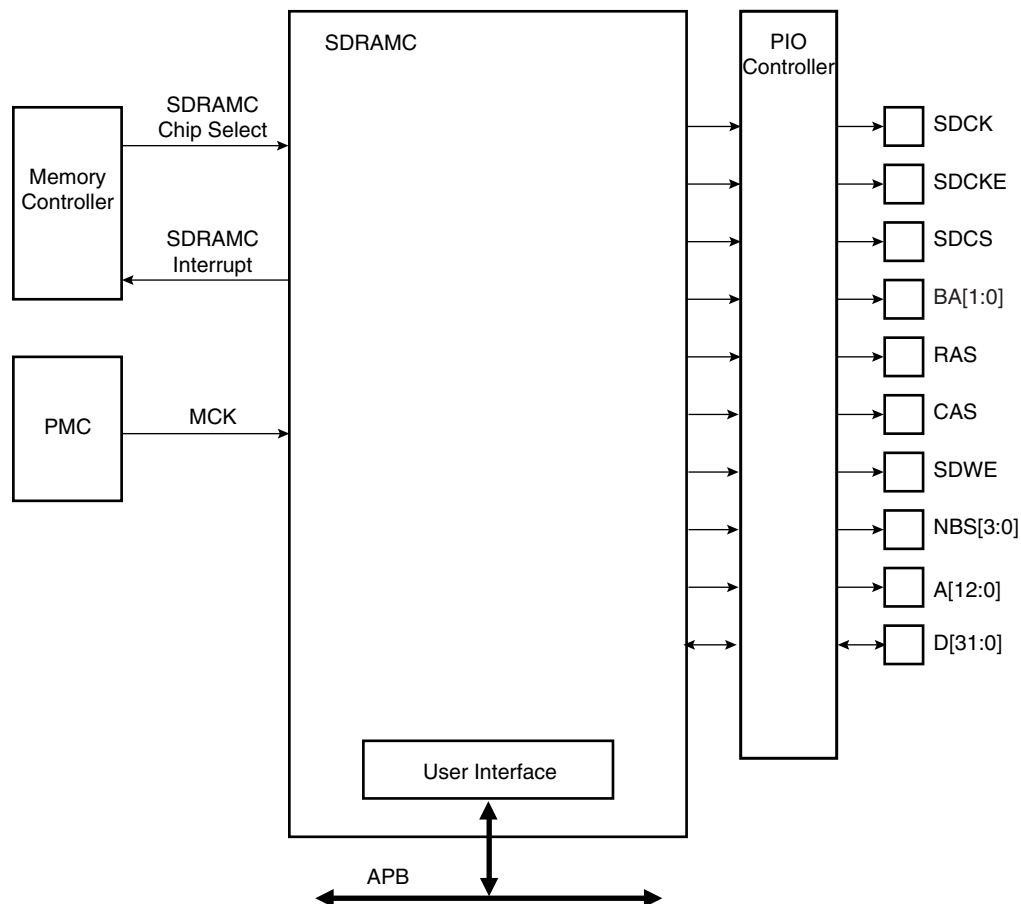 SDRAMC
PIO
Controller
SDRAMC
Chip Select
Memory
Controller
SDRAMC
Interrupt
PMC
MCK
SDCK
SDCKE
SDCS
BA[1:0]
RAS
CAS
SDWE
NBS[3:0]
A[12:0]
D[31:0]
User Interface
APB